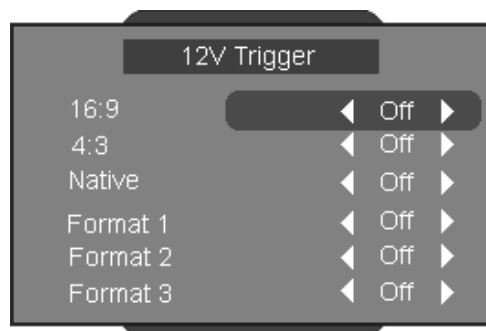 12V Trigger
16:9 Off
4:3 Off
Native Off
Format 1 Off
Format 2 Off
Format 3 Off